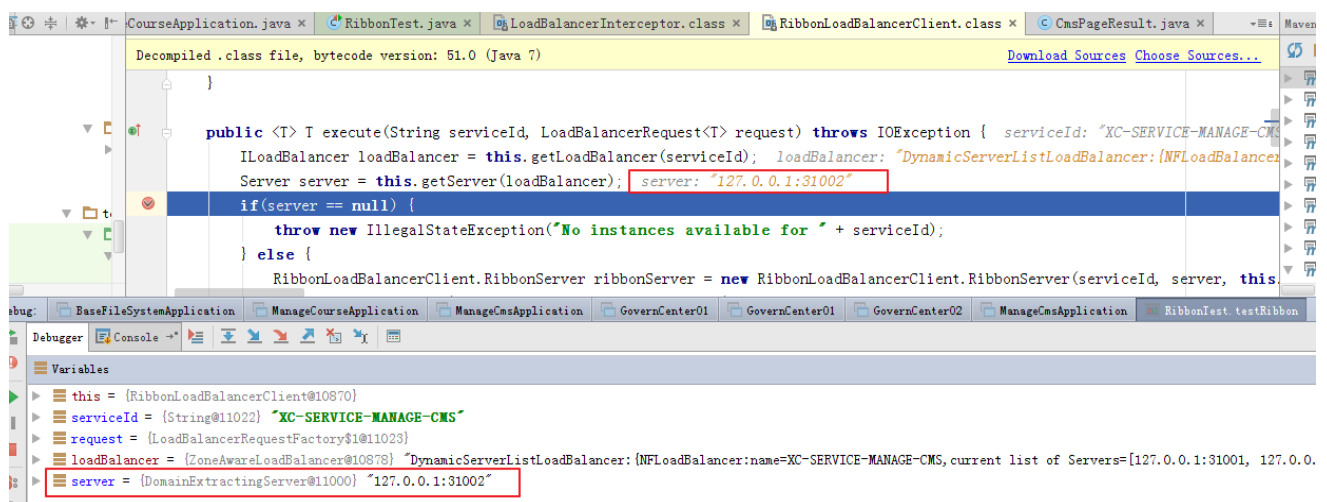 CourseApplication.java × RibbonTest.java × LoadBalancerInterceptor.class × RibbonLoadBalancerClient.class × CmsPageResult.java × Maven
Decompiled .class file, bytecode version: 51.0 (Java 7) Download Sources Choose Sources...
}
public <T> T execute(String serviceId, LoadBalancerRequest<T> request) throws IOException { serviceId: "XC-SERVICE-MANAGE-CMS
ILoadBalancer loadBalancer = this.getLoadBalancer(serviceId); loadBalancer: "DynamicServerListLoadBalancer:{NFLoadBalancer
Server server = this.getServer(loadBalancer); server: "127.0.0.1:31002"
if(server == null) {
throw new IllegalStateException("No instances available for " + serviceId);
} else {
RibbonLoadBalancerClient.RibbonServer ribbonServer = new RibbonLoadBalancerClient.RibbonServer(serviceId, server, this.
ebug: BaseFileSystemApplication ManageCourseApplication ManageCmsApplication GovernCenter01 GovernCenter01 GovernCenter02 ManageCmsApplication RibbonTest.testRibbon
Debugger Console
Variables
this = {RibbonLoadBalancerClient@10870}
serviceId = {String@11022} "XC-SERVICE-MANAGE-CMS"
request = {LoadBalancerRequestFactory$1@11023}
loadBalancer = {ZoneAwareLoadBalancer@10878} "DynamicServerListLoadBalancer:{NFLoadBalancer:name=XC-SERVICE-MANAGE-CMS,current list of Servers=[127.0.0.1:31001, 127.0.0.
server = {DomainExtractingServer@11000} "127.0.0.1:31002"